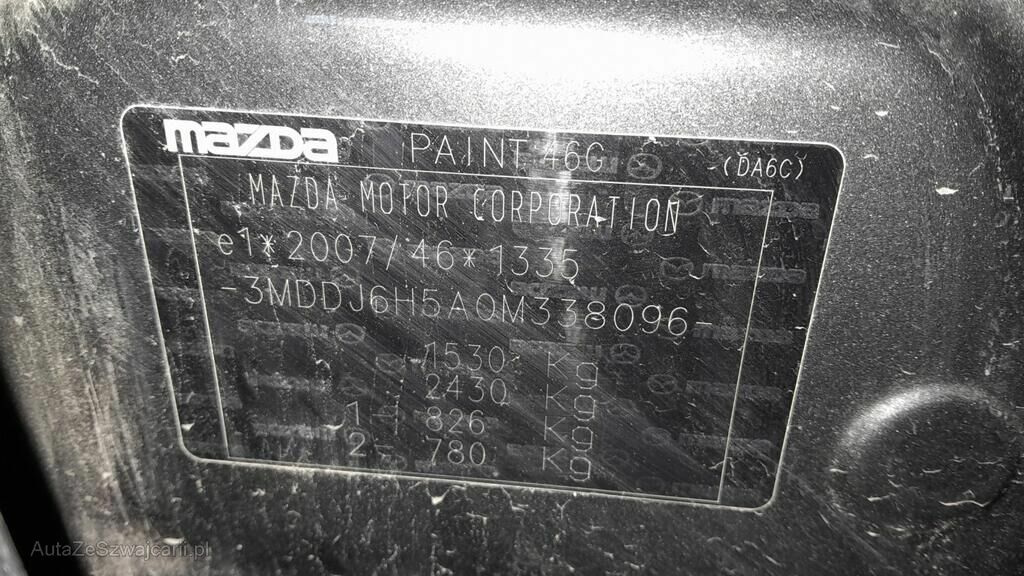 mazda PAINT 46G (DA6C)
MAZDA MOTOR CORPORATION
e1*2007/46*1335
-3MDDJ6H5A0M338096-
1530 Kg
2430 Kg
1- 826 Kg
2- 780 Kg
AutaZeSzwajcarii.pl